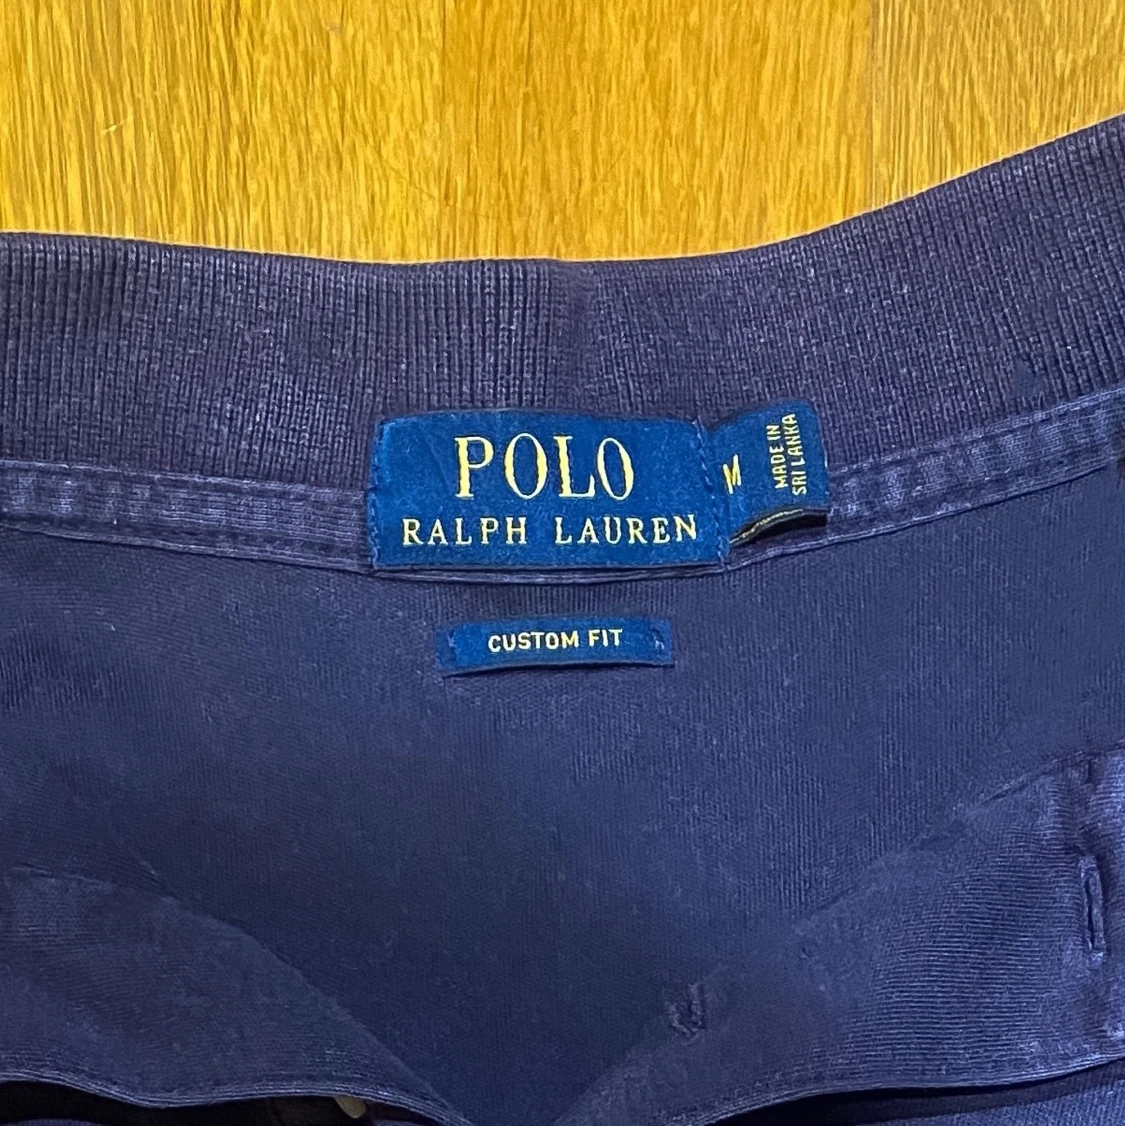 POLO
RALPH LAUREN
M
MADE IN
SRI LANKA
CUSTOM FIT